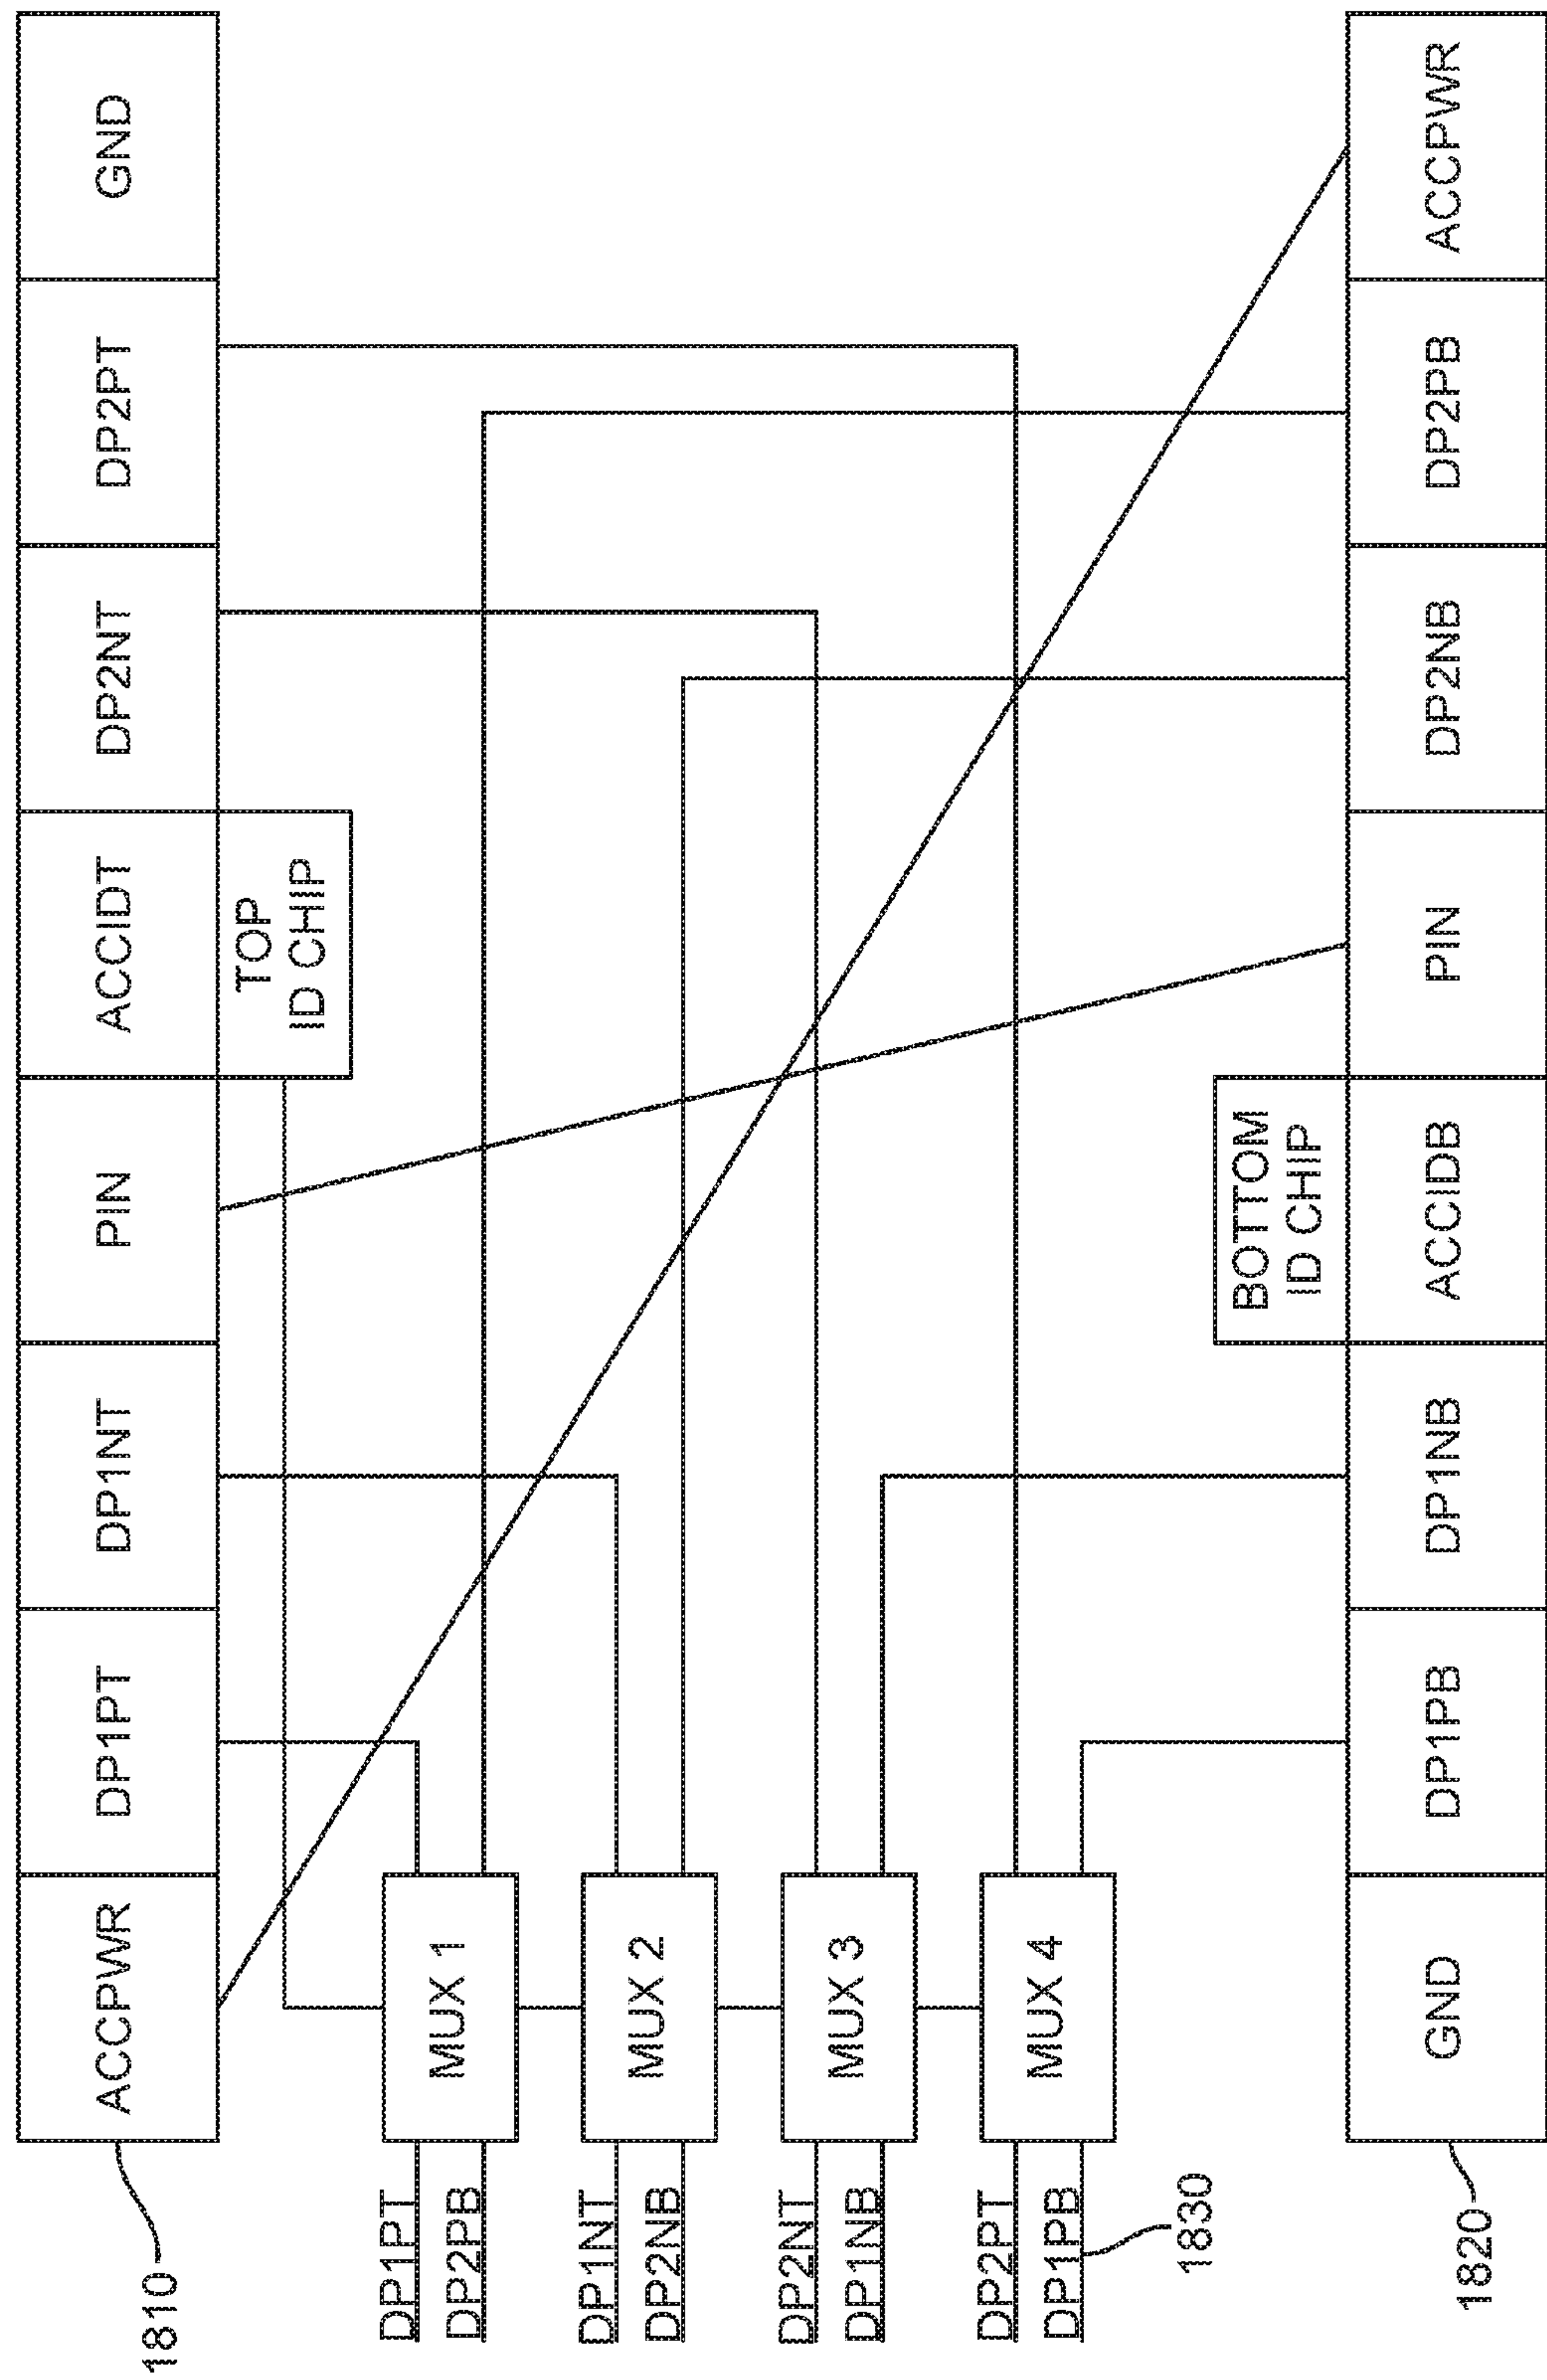 1810
ACCPWR
DP1PT
DP1NT
PIN
ACCIDT
DP2NT
DP2PT
GND
TOP
ID CHIP
DP1PT
DP2PB
MUX 1
DP1NT
DP2NB
MUX 2
DP2NT
DP1NB
MUX 3
DP2PT
DP1PB
MUX 4
1830
BOTTOM
ID CHIP
1820
GND
DP1PB
DP1NB
ACCIDB
PIN
DP2NB
DP2PB
ACCPWR